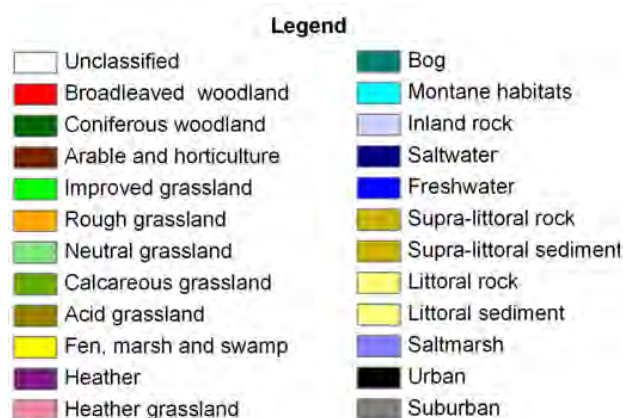 Legend
Unclassified
Broadleaved woodland
Coniferous woodland
Arable and horticulture
Improved grassland
Rough grassland
Neutral grassland
Calcareous grassland
Acid grassland
Fen, marsh and swamp
Heather
Heather grassland
Bog
Montane habitats
Inland rock
Saltwater
Freshwater
Supra-littoral rock
Supra-littoral sediment
Littoral rock
Littoral sediment
Saltmarsh
Urban
Suburban